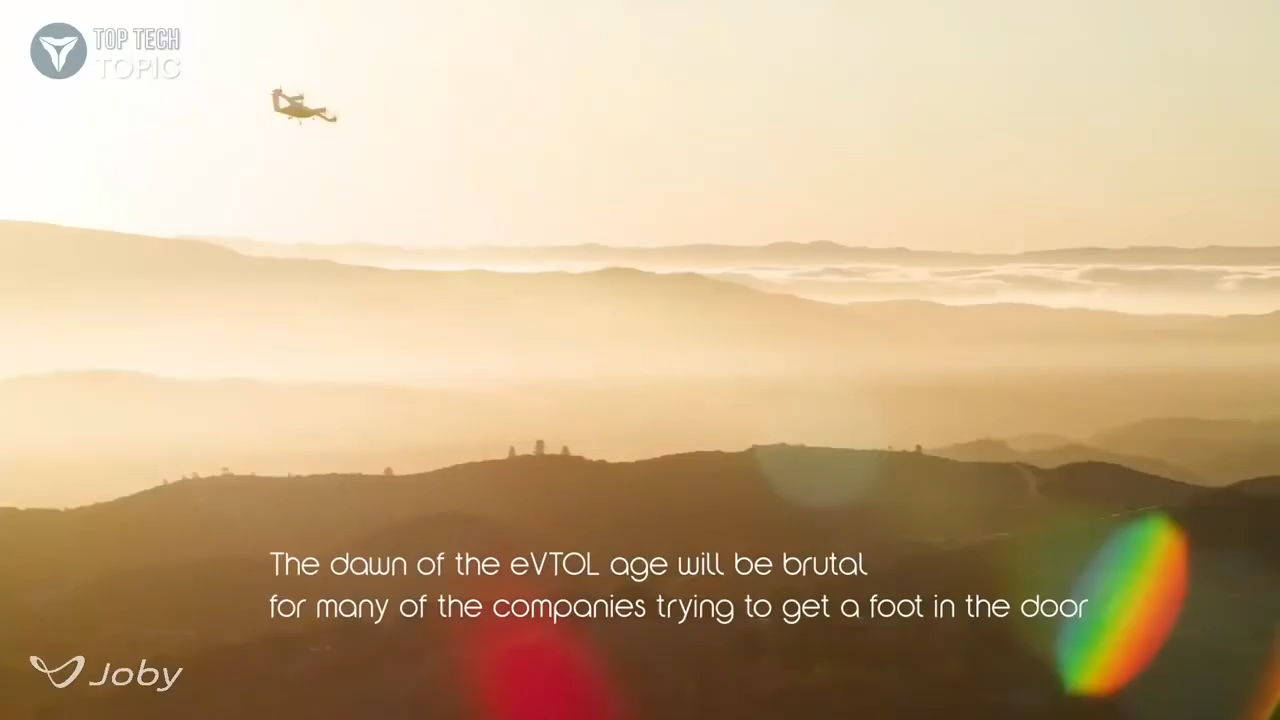 TOP TECH
TOPIC
The dawn of the eVTOL age will be brutal
for many of the companies trying to get a foot in the door
Joby